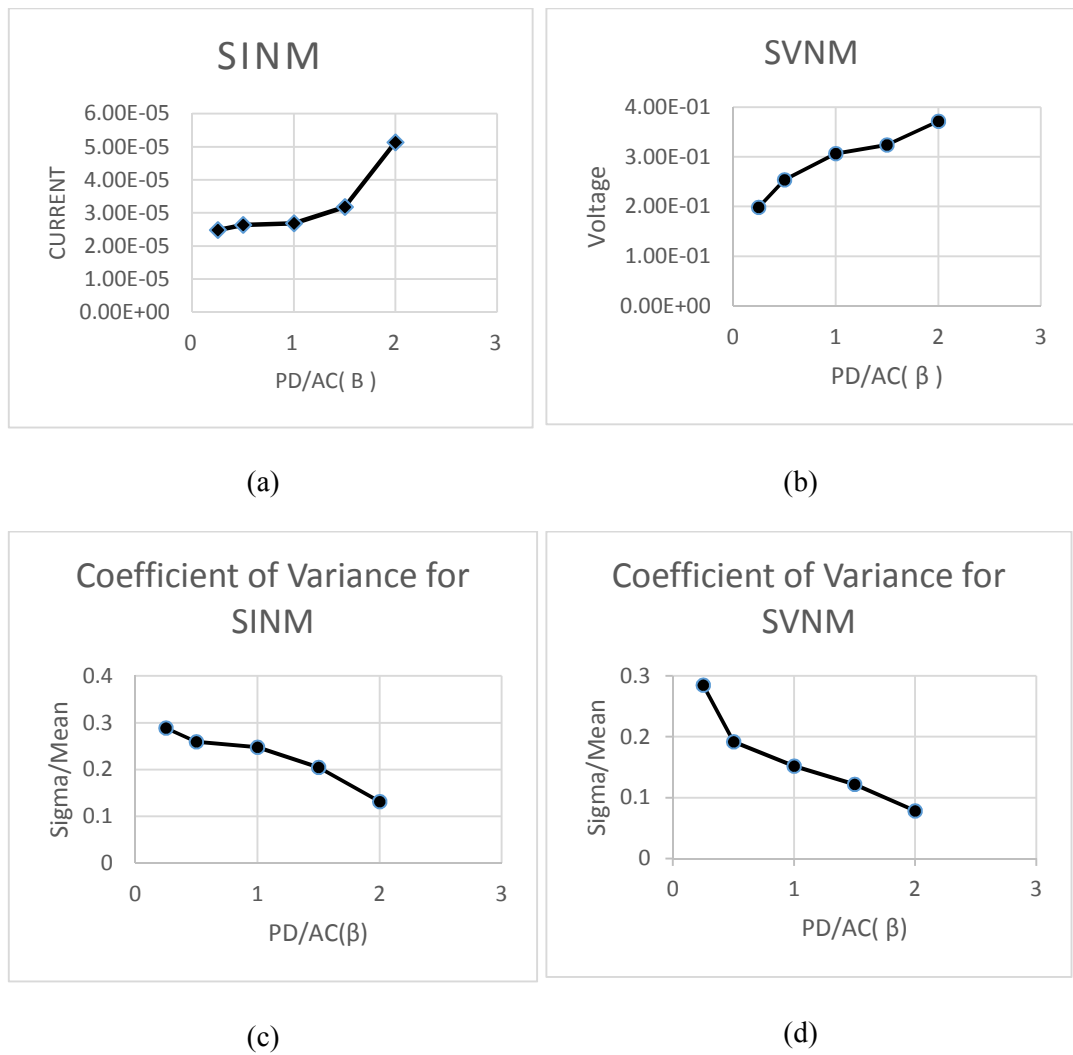 SINM
6.00E-05
5.00E-05
4.00E-05
3.00E-05
2.00E-05
1.00E-05
0.00E+00
CURRENT
0 1 2 3
PD/AC( B )
(a)
SVNM
4.00E-01
3.00E-01
2.00E-01
1.00E-01
0.00E+00
Voltage
0 1 2 3
PD/AC( β )
(b)
Coefficient of Variance for
SINM
0.4
0.3
0.2
0.1
0
Sigma/Mean
0 1 2 3
PD/AC(β)
(c)
Coefficient of Variance for
SVNM
0.3
0.2
0.1
0
Sigma/Mean
0 1 2 3
PD/AC( β)
(d)